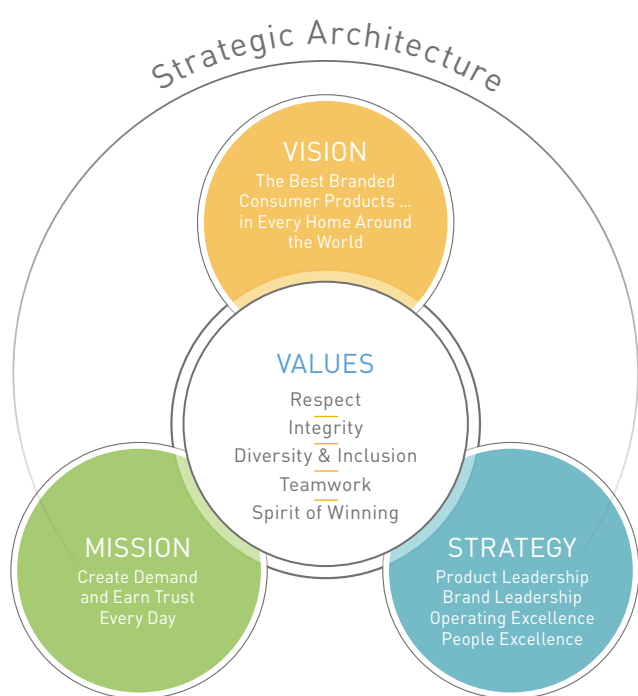 Strategic Architecture
VISION
The Best Branded
Consumer Products ...
in Every Home Around
the World
VALUES
Respect
Integrity
Diversity & Inclusion
Teamwork
Spirit of Winning
MISSION
Create Demand
and Earn Trust
Every Day
STRATEGY
Product Leadership
Brand Leadership
Operating Excellence
People Excellence